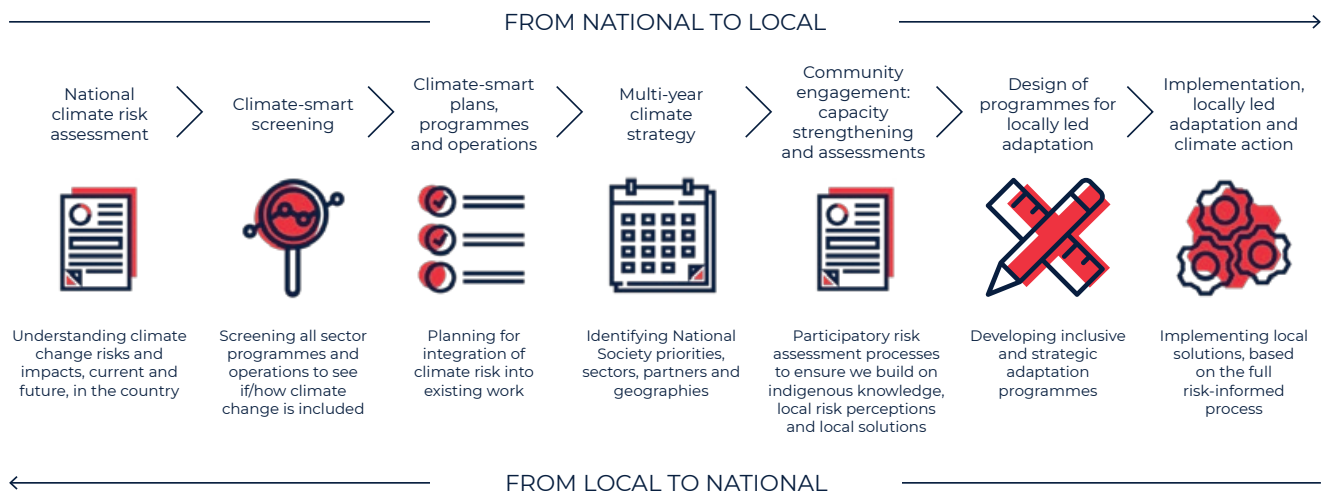 FROM NATIONAL TO LOCAL
National
climate risk
assessment
Climate-smart
screening
Climate-smart
plans,
programmes
and operations
Multi-year
climate
strategy
Community
engagement:
capacity
strengthening
and assessments
Design of
programmes for
locally led
adaptation
Implementation,
locally led
adaptation and
climate action
Understanding climate
change risks and
impacts, current and
future, in the country
Screening all sector
programmes and
operations to see
if/how climate
change is included
Planning for
integration of
climate risk into
existing work
Identifying National
Society priorities,
sectors, partners and
geographies
Participatory risk
assessment processes
to ensure we build on
indigenous knowledge,
local risk perceptions
and local solutions
Developing inclusive
and strategic
adaptation
programmes
Implementing local
solutions, based
on the full
risk-informed
process
FROM LOCAL TO NATIONAL